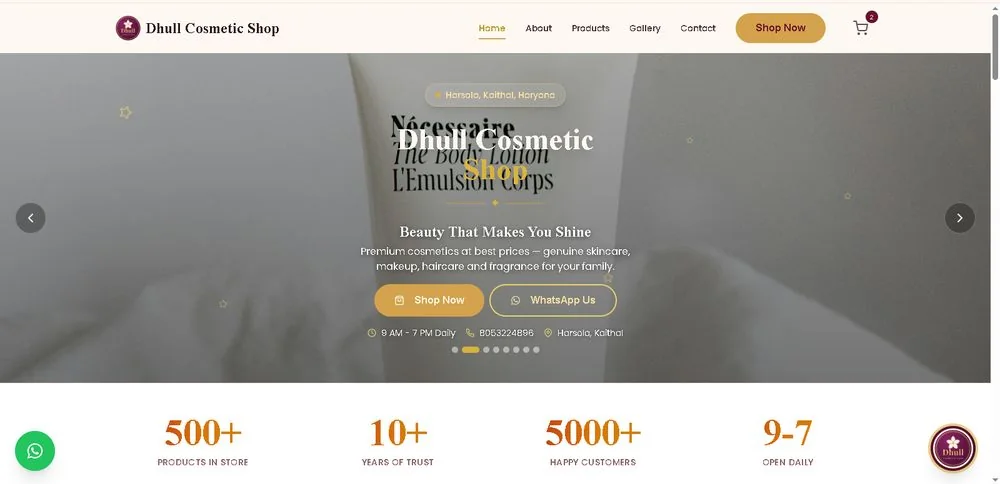 Dhull
Dhull Cosmetic Shop
Home
About
Products
Gallery
Contact
Shop Now
2
Harsola, Kaithal, Haryana
Nécessaire
Dhull Cosmetic
The Body Lotion
Shop
L'Emulsion Corps
Beauty That Makes You Shine
Premium cosmetics at best prices — genuine skincare,
makeup, haircare and fragrance for your family.
Shop Now
WhatsApp Us
9 AM - 7 PM Daily
8053224896
Harsola, Kaithal
500+
PRODUCTS IN STORE
10+
YEARS OF TRUST
5000+
HAPPY CUSTOMERS
9-7
OPEN DAILY
Dhull